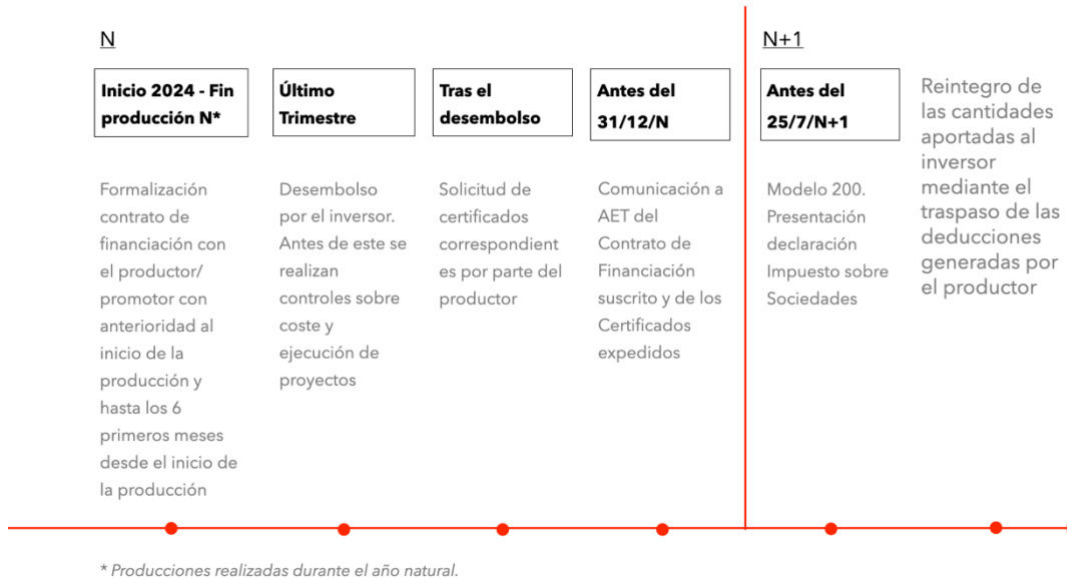 N
Inicio 2024 - Fin
producción N*
Formalización
contrato de
financiación con
el productor/
promotor con
anterioridad al
inicio de la
producción y
hasta los 6
primeros meses
desde el inicio de
la producción
Último
Trimestre
Desembolso
por el inversor.
Antes de este se
realizan
controles sobre
coste y
ejecución de
proyectos
Tras el
desembolso
Solicitud de
certificados
correspondient
es por parte del
productor
Antes del
31/12/N
Comunicación a
AET del
Contrato de
Financiación
suscrito y de los
Certificados
expedidos
N+1
Antes del
25/7/N+1
Modelo 200.
Presentación
declaración
Impuesto sobre
Sociedades
Reintegro de
las cantidades
aportadas al
inversor
mediante el
traspaso de las
deducciones
generadas por
el productor
* Producciones realizadas durante el año natural.